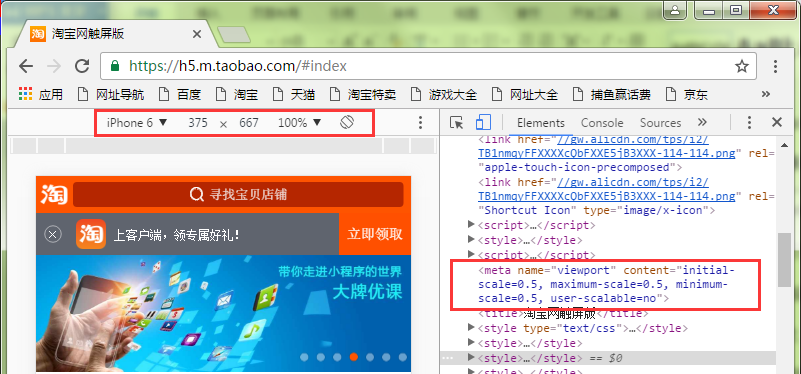 淘 淘宝网触屏版
https://h5.m.taobao.com/#index
应用 网址导航 百度 淘宝 天猫 淘宝特卖 游戏大全 网址大全 捕鱼赢话费 京东
iPhone 6 ▼ 375 × 667 100% ▼
Elements Console Sources »
<link href="//gw.alicdn.com/tps/i2/
TB1nmqyFFXXXXcQbFXXE5jB3XXX-114-114.png" rel=
"apple-touch-icon-precomposed">
<link href="//gw.alicdn.com/tps/i2/
TB1nmqyFFXXXXcQbFXXE5jB3XXX-114-114.png" rel=
"Shortcut Icon" type="image/x-icon">
<script>…</script>
<style>…</style>
<script>…</script>
<meta name="viewport" content="initial-
scale=0.5, maximum-scale=0.5, minimum-
scale=0.5, user-scalable=no">
<title>淘宝网触屏版</title>
<style type="text/css">…</style>
<style>…</style>
<style>…</style> == $0
淘 寻找宝贝店铺
淘 上客户端，领专属好礼! 立即领取
带你走进小程序的世界
大牌优课